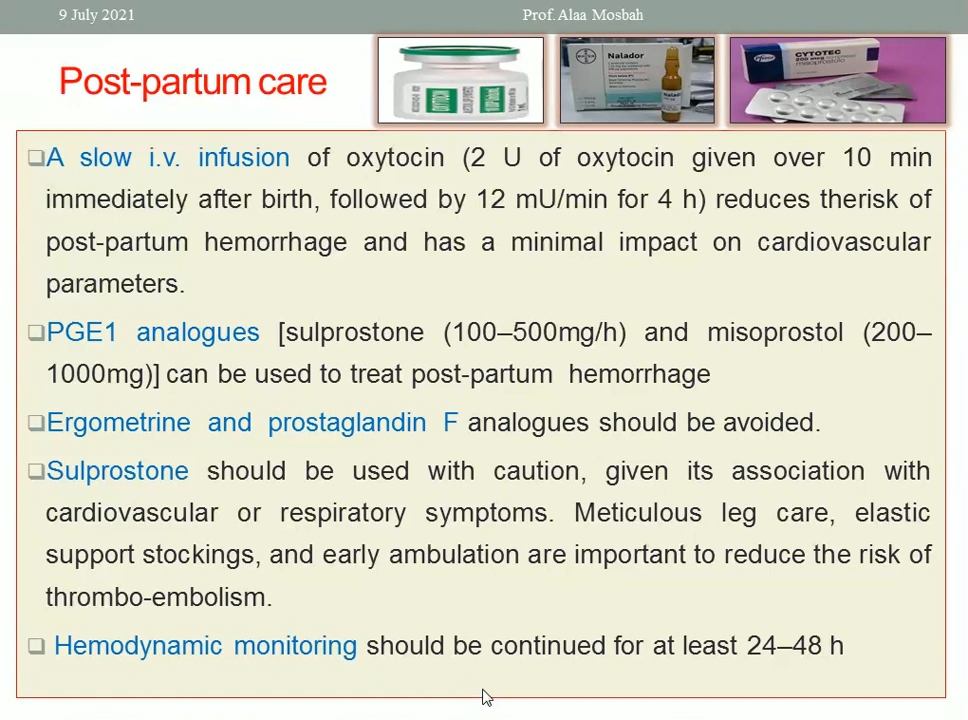 9 July 2021
Prof. Alaa Mosbah
Post-partum care
Nalador
CYTOTEC
200 mcg
misoprostolo
Pfizer
A slow i.v. infusion of oxytocin (2 U of oxytocin given over 10 min
immediately after birth, followed by 12 mU/min for 4 h) reduces therisk of
post-partum hemorrhage and has a minimal impact on cardiovascular
parameters.
PGE1 analogues [sulprostone (100–500mg/h) and misoprostol (200–
1000mg)] can be used to treat post-partum hemorrhage
Ergometrine and prostaglandin F analogues should be avoided.
Sulprostone should be used with caution, given its association with
cardiovascular or respiratory symptoms. Meticulous leg care, elastic
support stockings, and early ambulation are important to reduce the risk of
thrombo-embolism.
Hemodynamic monitoring should be continued for at least 24–48 h